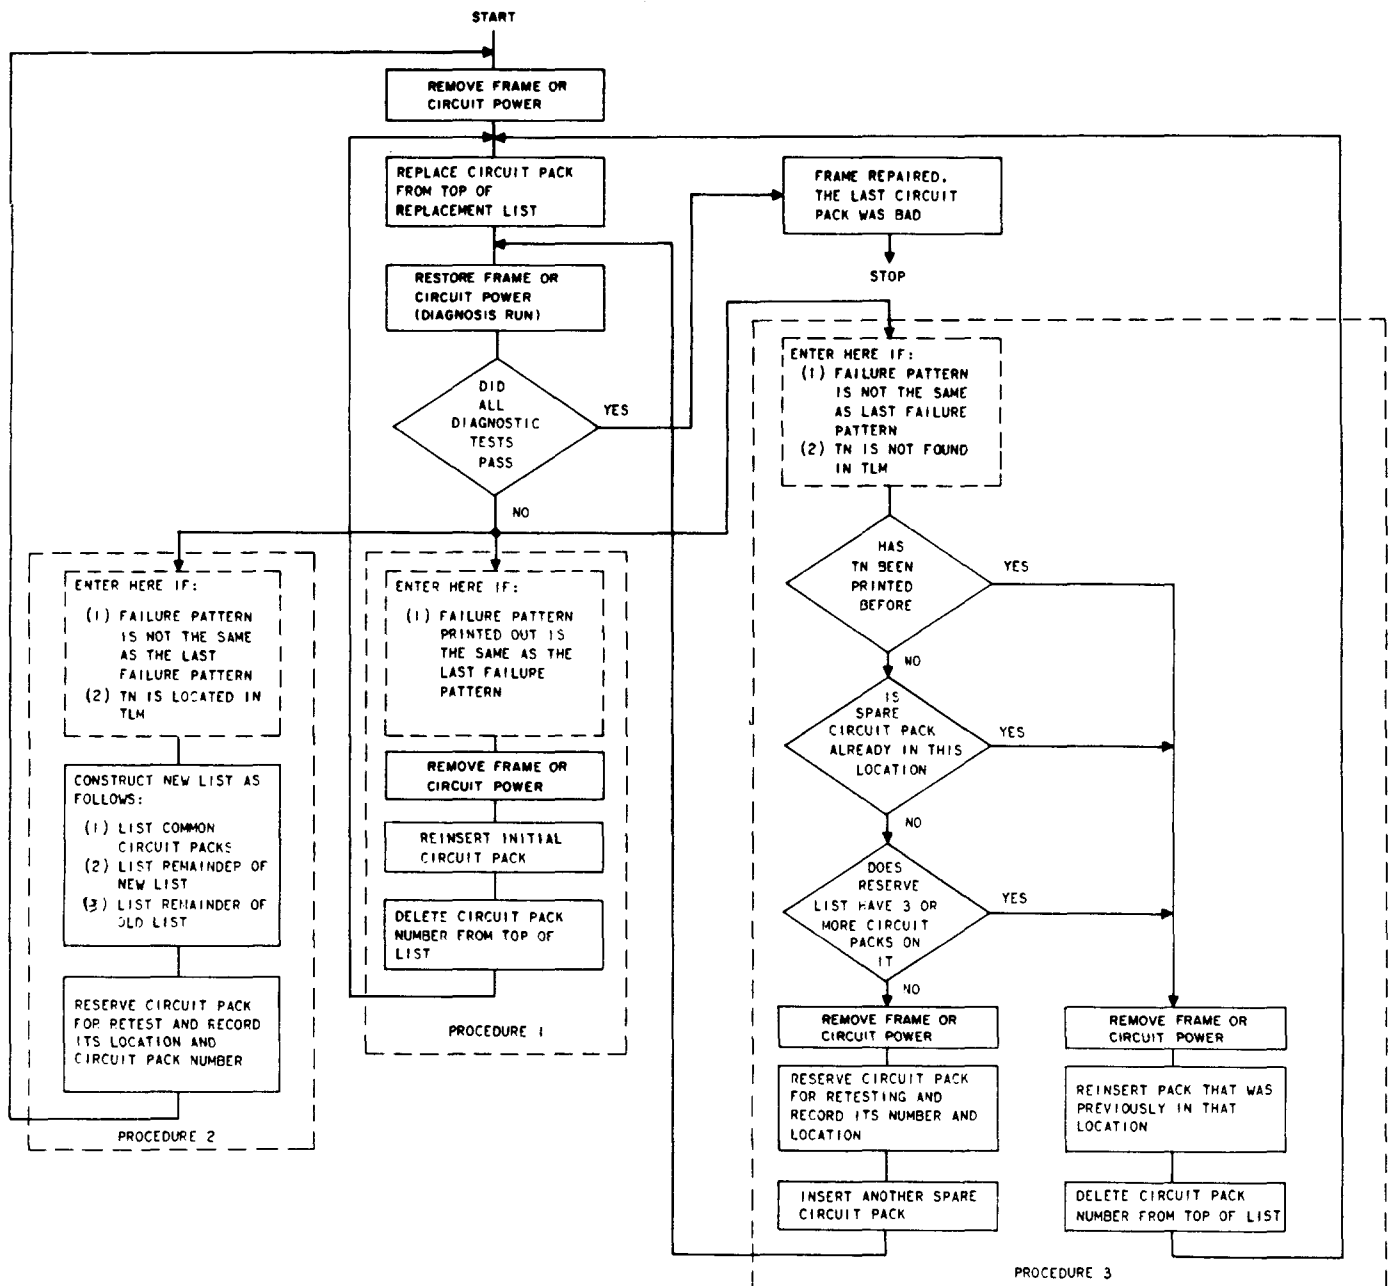 START
REMOVE FRAME OR
CIRCUIT POWER
REPLACE CIRCUIT PACK
FROM TOP OF
REPLACEMENT LIST
RESTORE FRAME OR
CIRCUIT POWER
(DIAGNOSIS RUN)
DID
ALL
DIAGNOSTIC
TESTS
PASS
YES
NO
FRAME REPAIRED.
THE LAST CIRCUIT
PACK WAS BAD
STOP
ENTER HERE IF:
(1) FAILURE PATTERN
IS NOT THE SAME
AS THE LAST
FAILURE PATTERN
(2) TN IS LOCATED IN
TLM
CONSTRUCT NEW LIST AS
FOLLOWS:
(1) LIST COMMON
CIRCUIT PACKS
(2) LIST REMAINDER OF
NEW LIST
(3) LIST REMAINDER OF
OLD LIST
RESERVE CIRCUIT PACK
FOR RETEST AND RECORD
ITS LOCATION AND
CIRCUIT PACK NUMBER
PROCEDURE 2
ENTER HERE IF:
(1) FAILURE PATTERN
PRINTED OUT IS
THE SAME AS THE
LAST FAILURE
PATTERN
REMOVE FRAME OR
CIRCUIT POWER
REINSERT INITIAL
CIRCUIT PACK
DELETE CIRCUIT PACK
NUMBER FROM TOP OF
LIST
PROCEDURE 1
ENTER HERE IF:
(1) FAILURE PATTERN
IS NOT THE SAME
AS LAST FAILURE
PATTERN
(2) TN IS NOT FOUND
IN TLM
HAS
TN BEEN
PRINTED
BEFORE
YES
NO
IS
SPARE
CIRCUIT PACK
ALREADY IN THIS
LOCATION
YES
NO
DOES
RESERVE
LIST HAVE 3 OR
MORE CIRCUIT
PACKS ON
IT
YES
NO
REMOVE FRAME OR
CIRCUIT POWER
RESERVE CIRCUIT PACK
FOR RETESTING AND
RECORD ITS NUMBER AND
LOCATION
INSERT ANOTHER SPARE
CIRCUIT PACK
REMOVE FRAME OR
CIRCUIT POWER
REINSERT PACK THAT WAS
PREVIOUSLY IN THAT
LOCATION
DELETE CIRCUIT PACK
NUMBER FROM TOP OF LIST
PROCEDURE 3